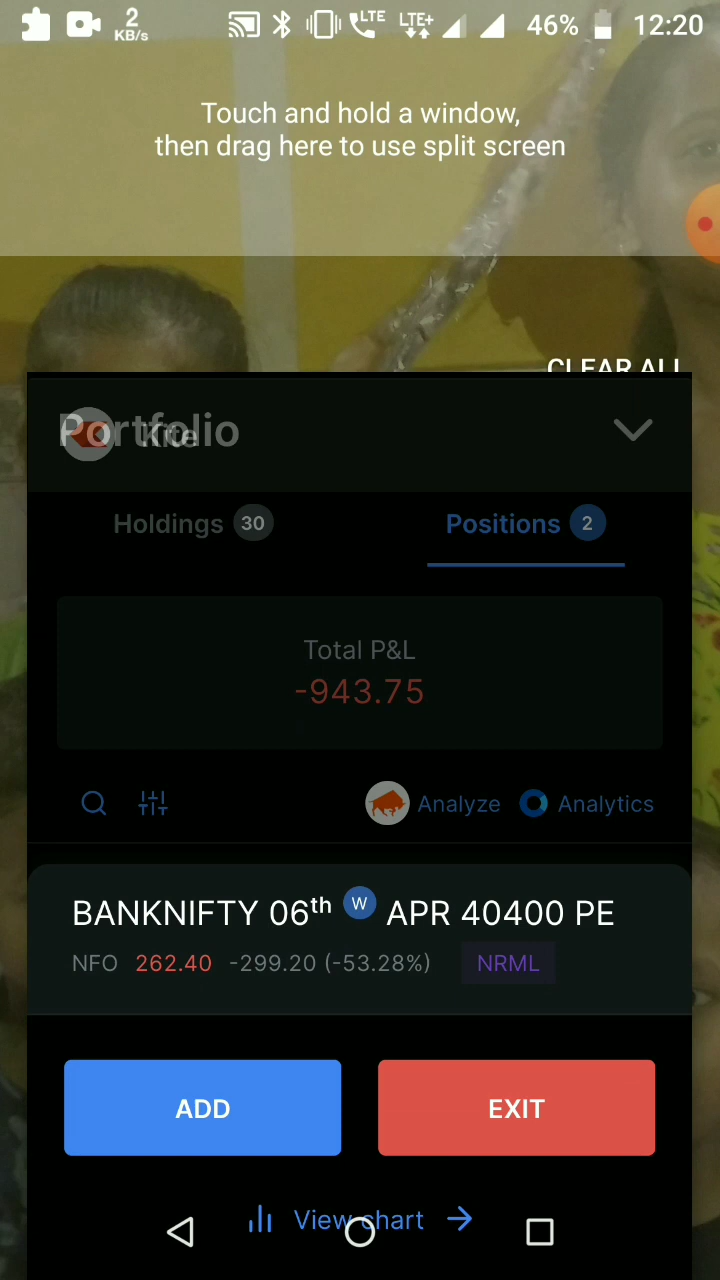 2
KB/s
LTE
LTE+
46%
12:20
Touch and hold a window,
then drag here to use split screen
CLEAR ALL
Portfolio
Kite
Holdings 30
Positions 2
Total P&L
-943.75
Analyze
Analytics
BANKNIFTY 06th W APR 40400 PE
NFO 262.40 -299.20 (-53.28%) NRML
ADD
EXIT
View chart